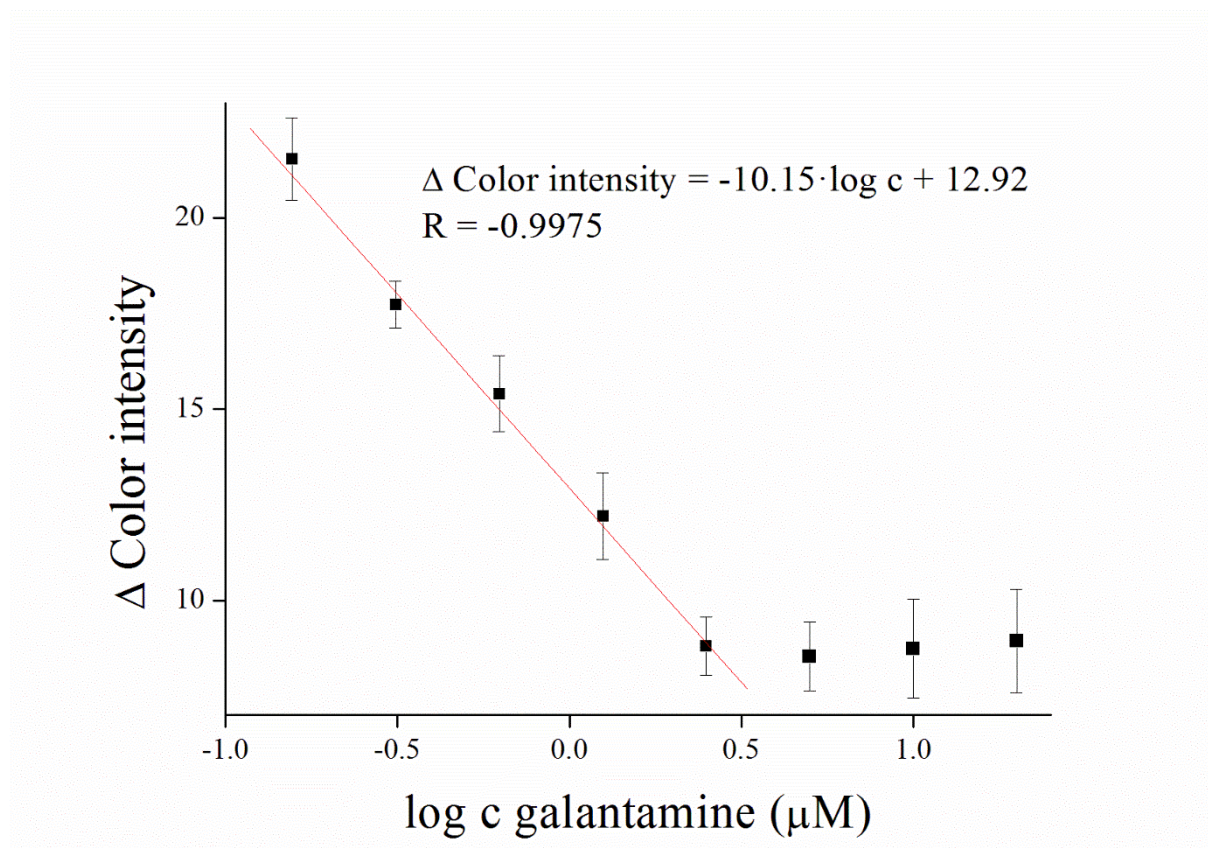 Δ Color intensity = -10.15·log c + 12.92
R = -0.9975
Δ Color intensity
20
15
10
-1.0 -0.5 0.0 0.5 1.0
log c galantamine (μM)